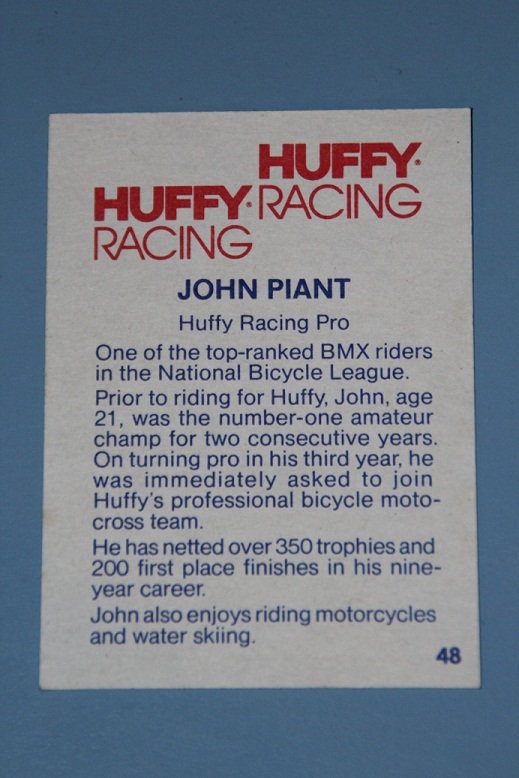 HUFFY®
RACING
HUFFY®
RACING
JOHN PIANT
Huffy Racing Pro
One of the top-ranked BMX riders
in the National Bicycle League.
Prior to riding for Huffy, John, age
21, was the number-one amateur
champ for two consecutive years.
On turning pro in his third year, he
was immediately asked to join
Huffy's professional bicycle moto-
cross team.
He has netted over 350 trophies and
200 first place finishes in his nine-
year career.
John also enjoys riding motorcycles
and water skiing.
48